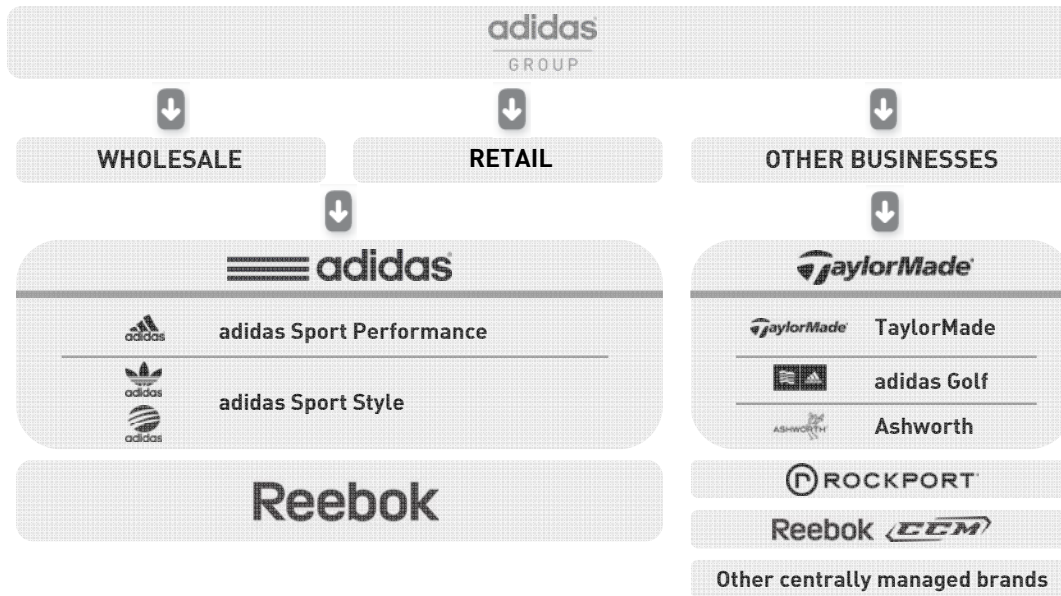 adidas
GROUP
WHOLESALE
RETAIL
OTHER BUSINESSES
adidas
adidas
adidas Sport Performance
adidas
adidas
adidas Sport Style
Reebok
TaylorMade
TaylorMade TaylorMade
adidas Golf
ASHWORTH Ashworth
ROCKPORT
Reebok CCM
Other centrally managed brands